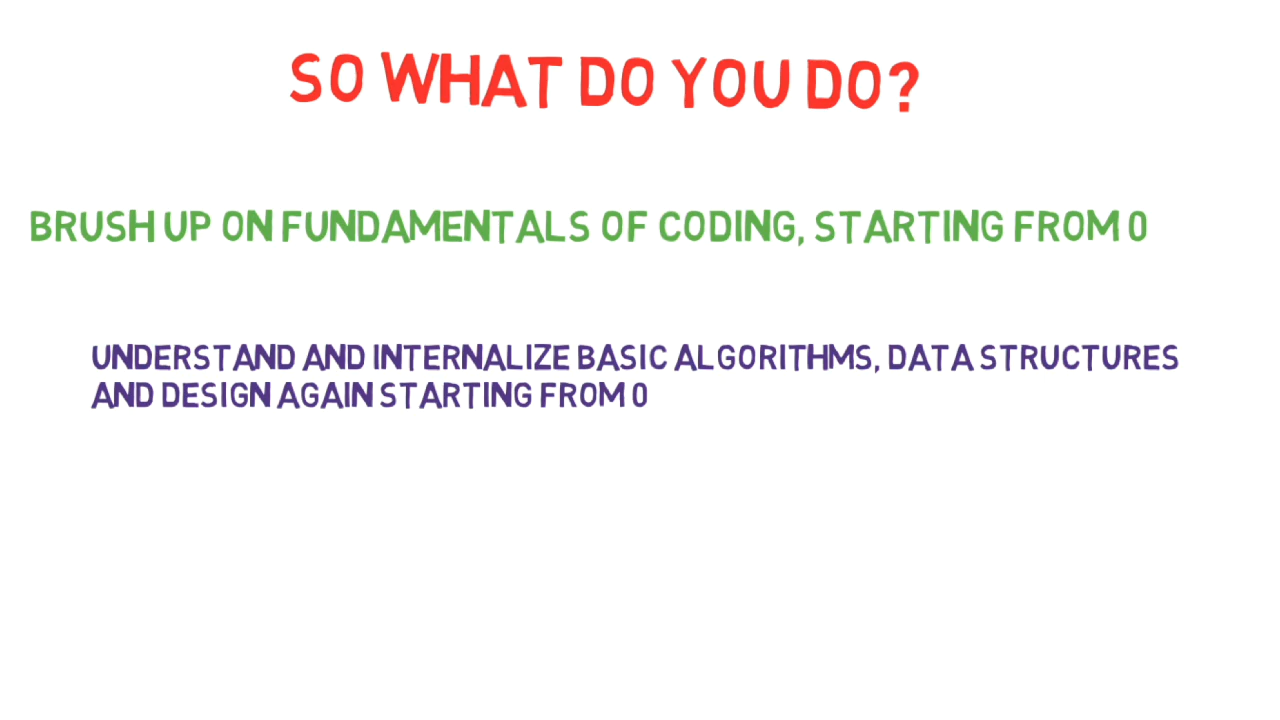 SO WHAT DO YOU DO?
BRUSH UP ON FUNDAMENTALS OF CODING, STARTING FROM 0
UNDERSTAND AND INTERNALIZE BASIC ALGORITHMS, DATA STRUCTURES
AND DESIGN AGAIN STARTING FROM 0